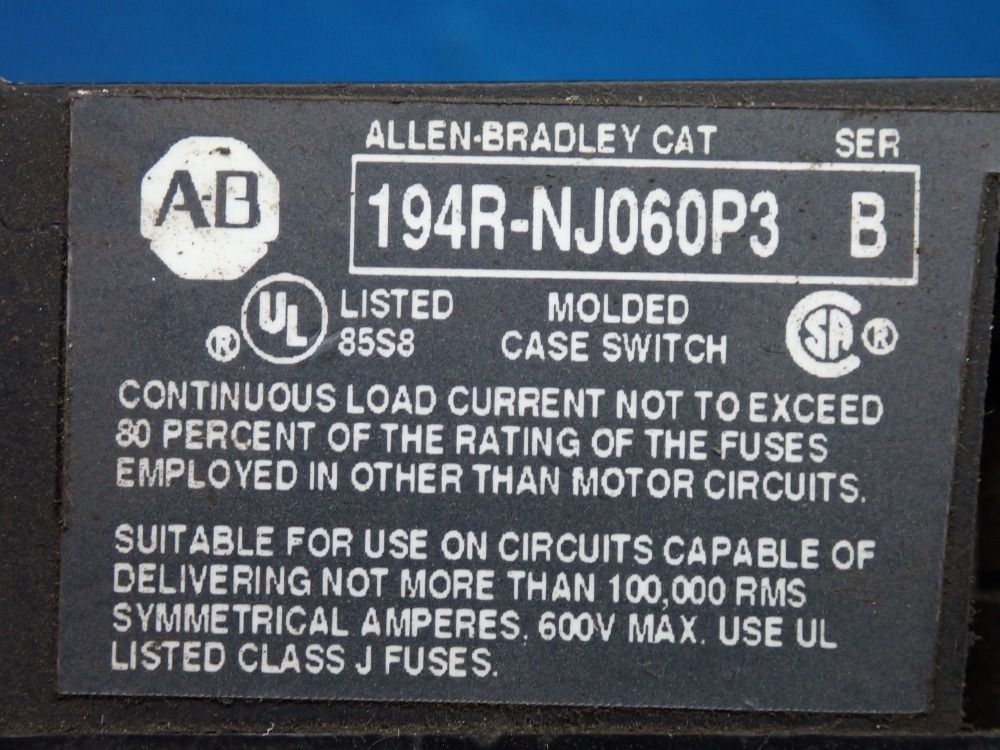 ALLEN-BRADLEY CAT SER
A-B
194R-NJ060P3 B
UL ® LISTED 85S8
MOLDED CASE SWITCH
SA ®
CONTINUOUS LOAD CURRENT NOT TO EXCEED
80 PERCENT OF THE RATING OF THE FUSES
EMPLOYED IN OTHER THAN MOTOR CIRCUITS.
SUITABLE FOR USE ON CIRCUITS CAPABLE OF
DELIVERING NOT MORE THAN 100,000 RMS
SYMMETRICAL AMPERES. 600V MAX. USE UL
LISTED CLASS J FUSES.